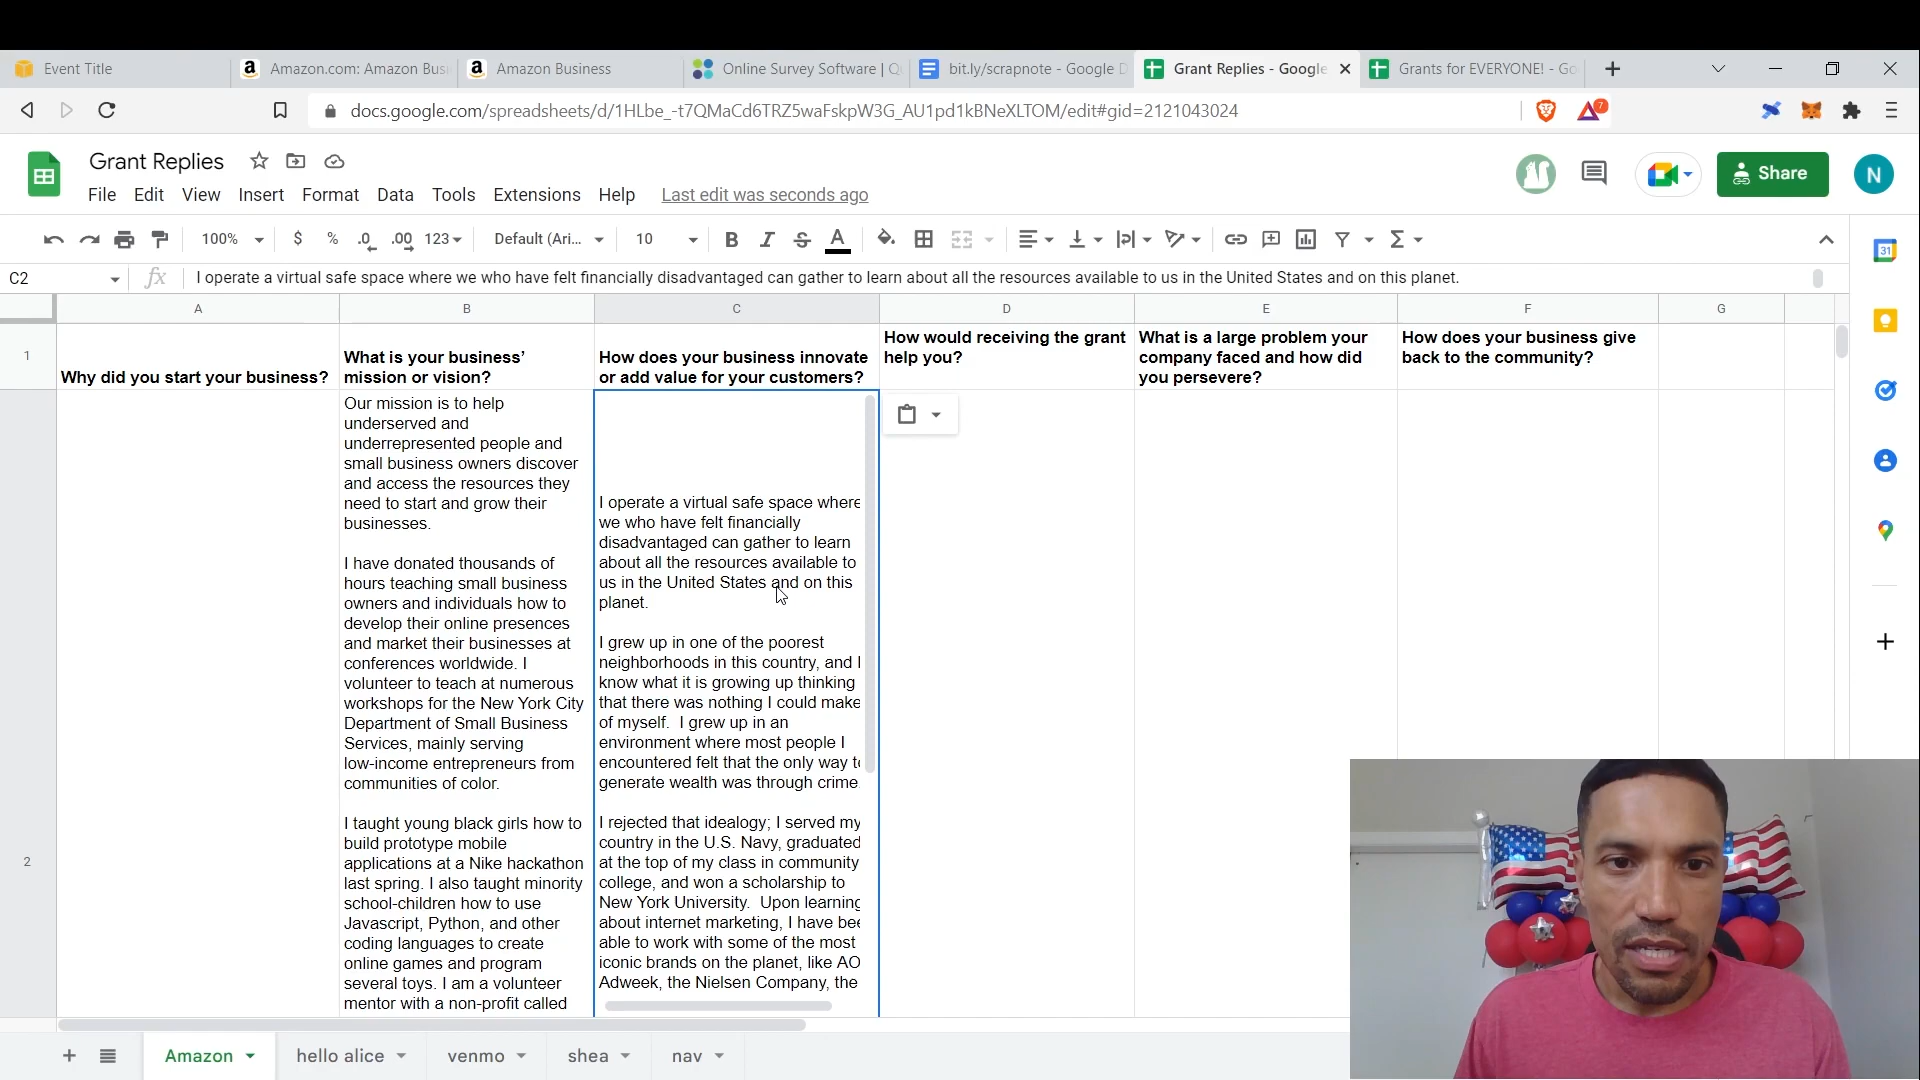 Event Title
Amazon.com: Amazon Busi
Amazon Business
Online Survey Software | Q
bit.ly/scrapnote - Google D
Grant Replies - Google
Grants for EVERYONE! - Go
docs.google.com/spreadsheets/d/1HLbe_-t7QMaCd6TRZ5waFskpW3G_AU1pd1kBNeXLTOM/edit#gid=2121043024
7
Grant Replies
File Edit View Insert Format Data Tools Extensions Help Last edit was seconds ago
Share
N
100% $ % .0 .00 123 Default (Ari... 10 B I S A Σ
31
C2 fx I operate a virtual safe space where we who have felt financially disadvantaged can gather to learn about all the resources available to us in the United States and on this planet.
A B C D E F G
1
Why did you start your business?
What is your business’
mission or vision?
How does your business innovate
or add value for your customers?
How would receiving the grant
help you?
What is a large problem your
company faced and how did
you persevere?
How does your business give
back to the community?
2
Our mission is to help
underserved and
underrepresented people and
small business owners discover
and access the resources they
need to start and grow their
businesses.
I have donated thousands of
hours teaching small business
owners and individuals how to
develop their online presences
and market their businesses at
conferences worldwide. I
volunteer to teach at numerous
workshops for the New York City
Department of Small Business
Services, mainly serving
low-income entrepreneurs from
communities of color.
I taught young black girls how to
build prototype mobile
applications at a Nike hackathon
last spring. I also taught minority
school-children how to use
Javascript, Python, and other
coding languages to create
online games and program
several toys. I am a volunteer
mentor with a non-profit called
I operate a virtual safe space where
we who have felt financially
disadvantaged can gather to learn
about all the resources available to
us in the United States and on this
planet.
I grew up in one of the poorest
neighborhoods in this country, and I
know what it is growing up thinking
that there was nothing I could make
of myself.  I grew up in an
environment where most people I
encountered felt that the only way to
generate wealth was through crime.
I rejected that idealogy; I served my
country in the U.S. Navy, graduated
at the top of my class in community
college, and won a scholarship to
New York University.  Upon learning
about internet marketing, I have bee
able to work with some of the most
iconic brands on the planet, like AO
Adweek, the Nielsen Company, the
Amazon
hello alice
venmo
shea
nav